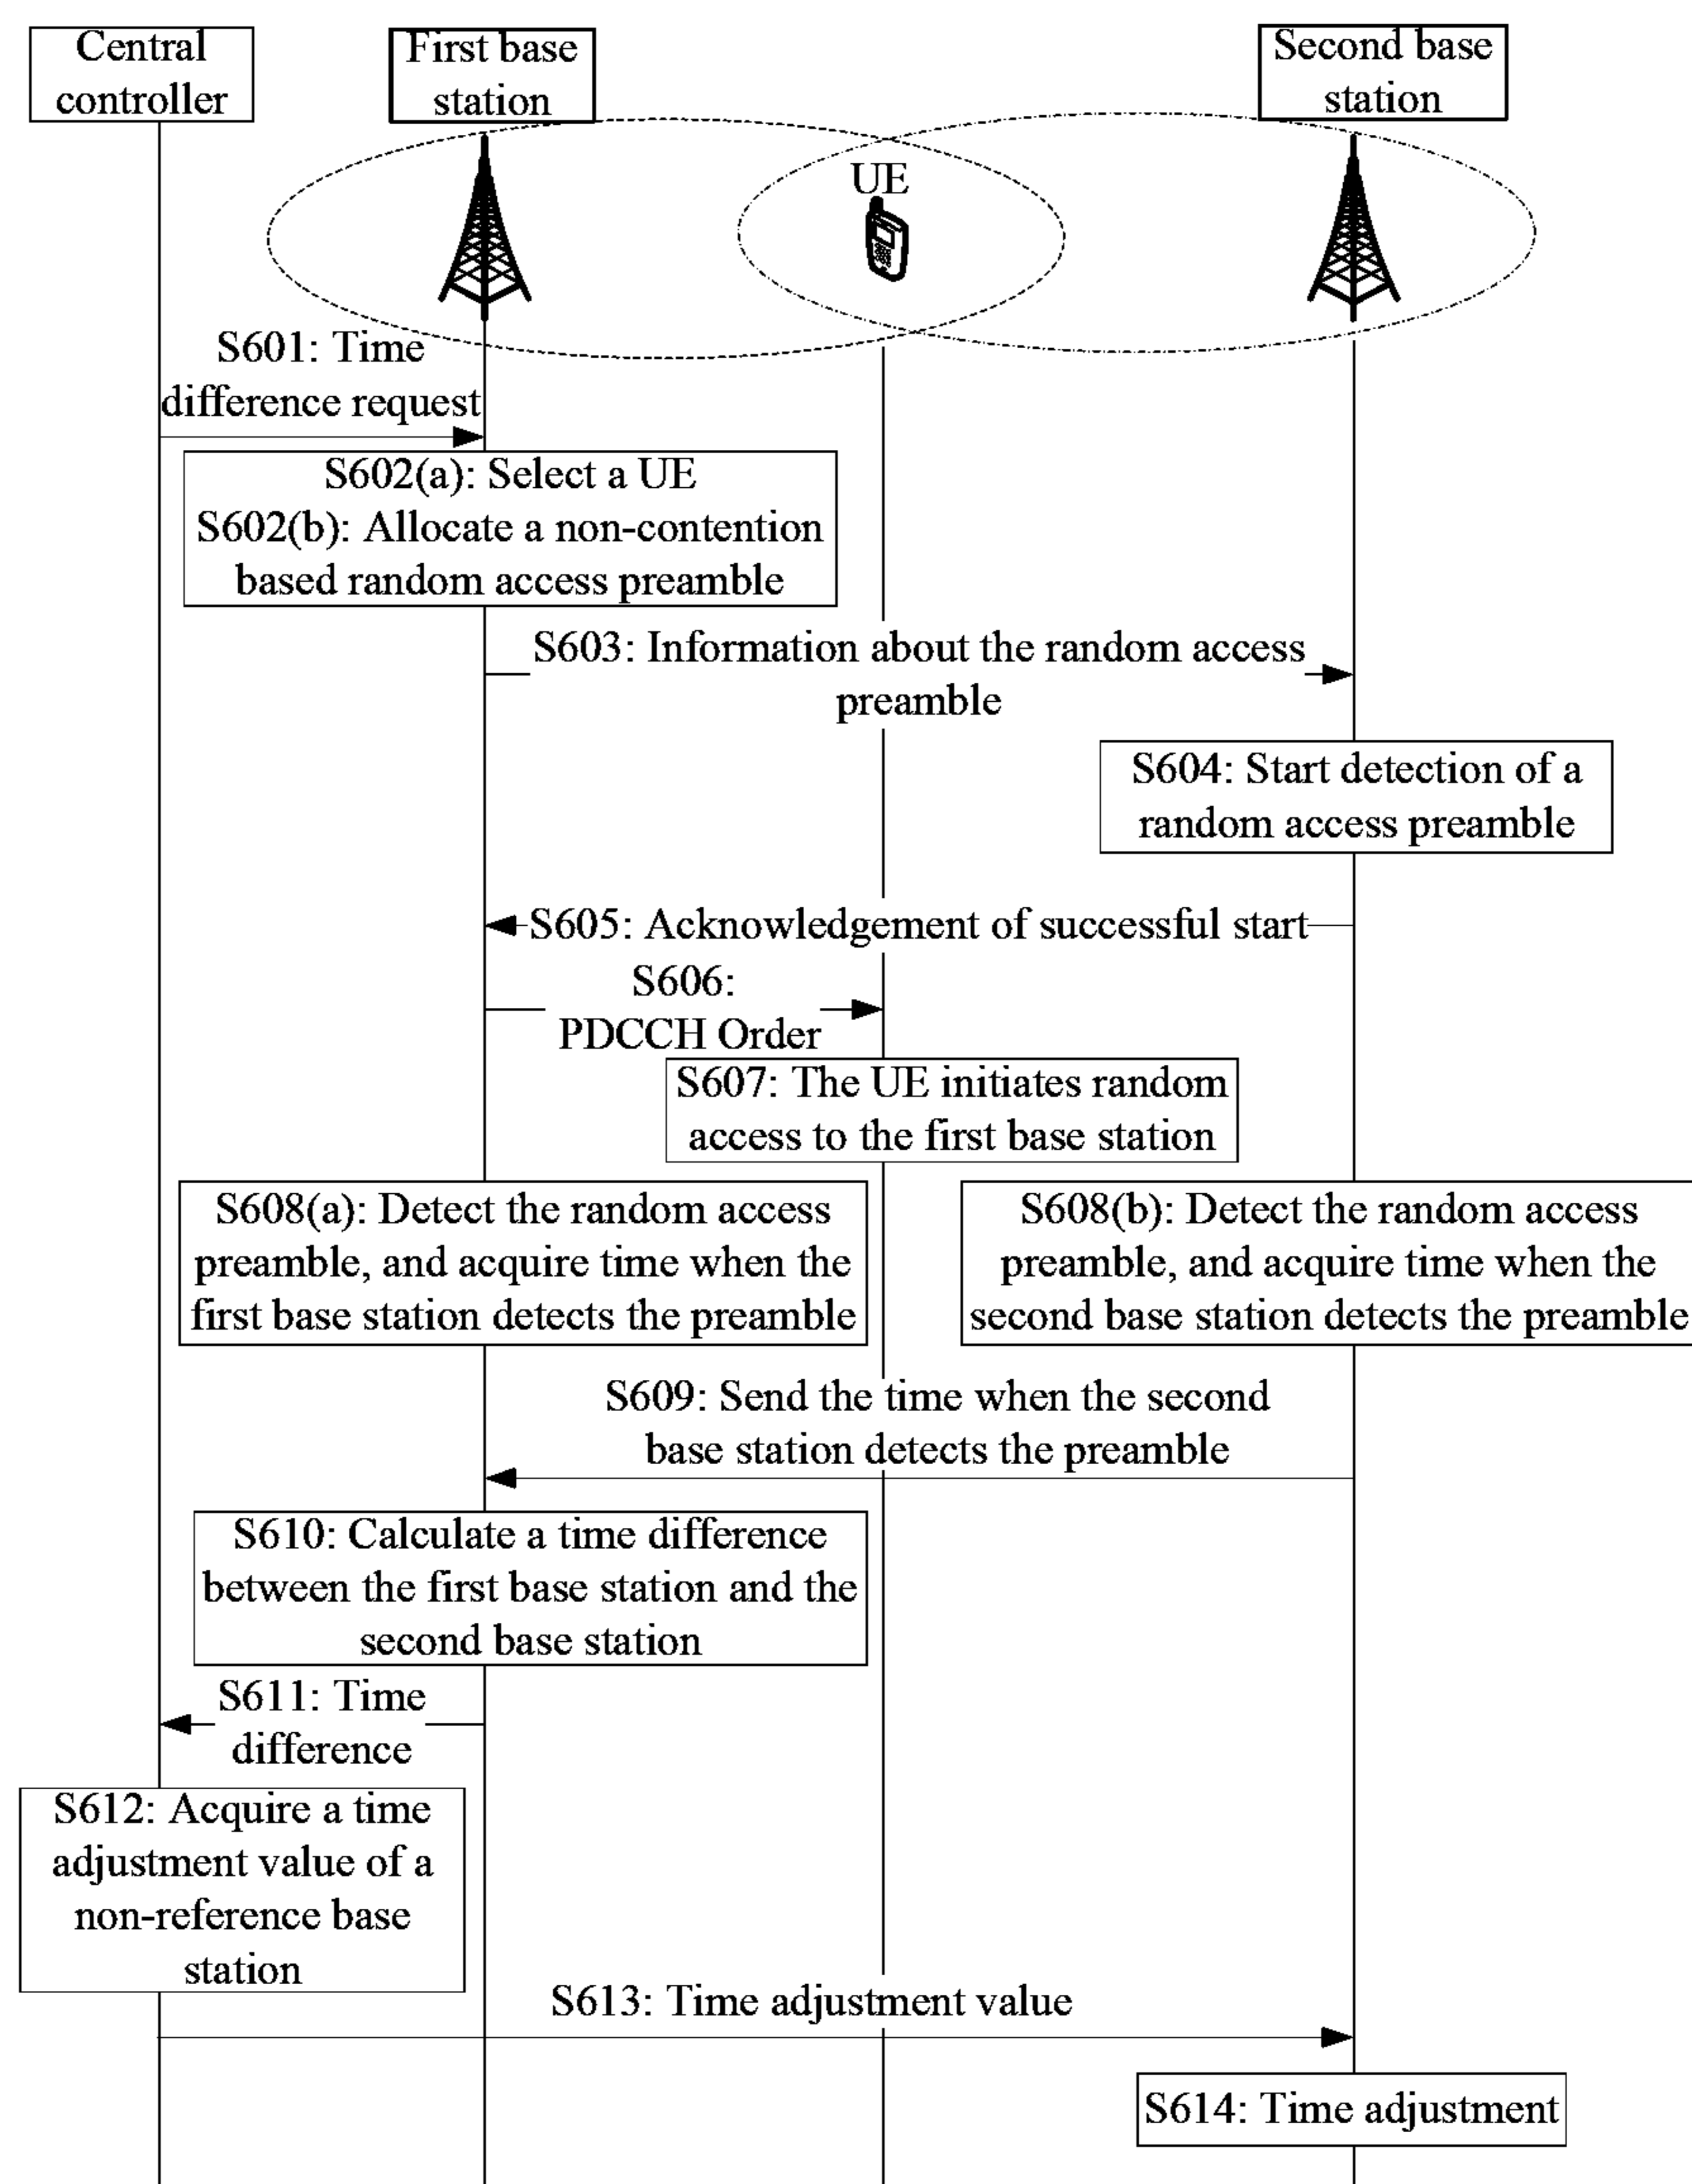 Central
controller
First base
station
Second base
station
UE
S601: Time
difference request
S602(a): Select a UE
S602(b): Allocate a non-contention
based random access preamble
S603: Information about the random access
preamble
S604: Start detection of a
random access preamble
S605: Acknowledgement of successful start
S606:
PDCCH Order
S607: The UE initiates random
access to the first base station
S608(a): Detect the random access
preamble, and acquire time when the
first base station detects the preamble
S608(b): Detect the random access
preamble, and acquire time when the
second base station detects the preamble
S609: Send the time when the second
base station detects the preamble
S610: Calculate a time difference
between the first base station and the
second base station
S611: Time
difference
S612: Acquire a time
adjustment value of a
non-reference base
station
S613: Time adjustment value
S614: Time adjustment